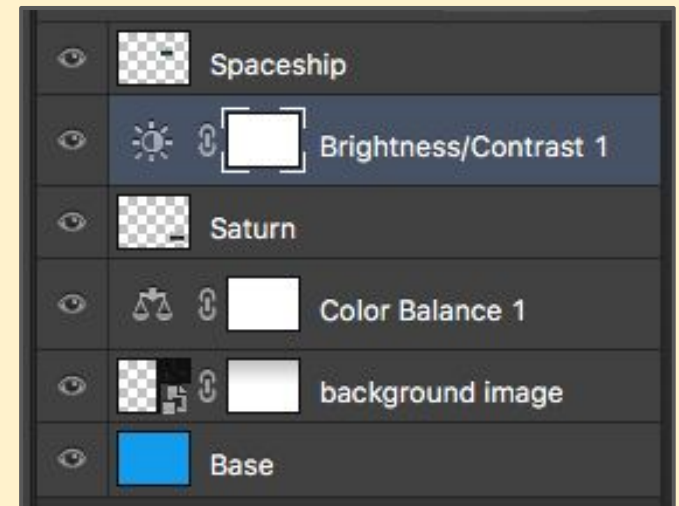 Spaceship
Brightness/Contrast 1
Saturn
Color Balance 1
background image
Base